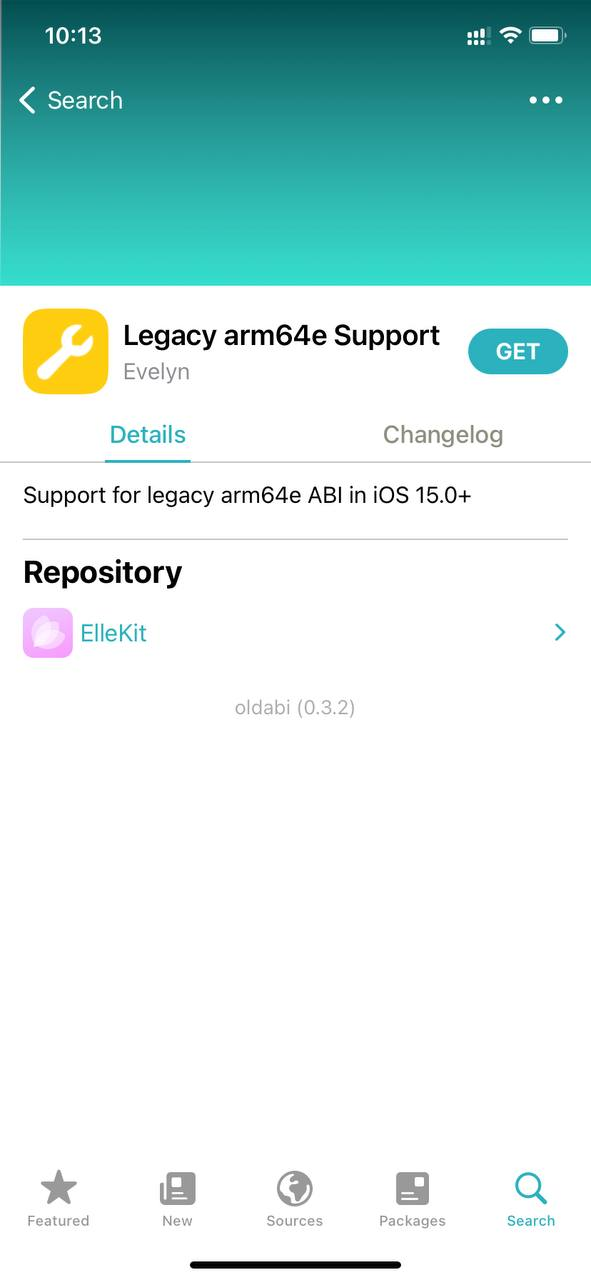 10:13
Search
Legacy arm64e Support
GET
Evelyn
Details
Changelog
Support for legacy arm64e ABI in iOS 15.0+
Repository
ElleKit
oldabi (0.3.2)
Featured
New
Sources
Packages
Search